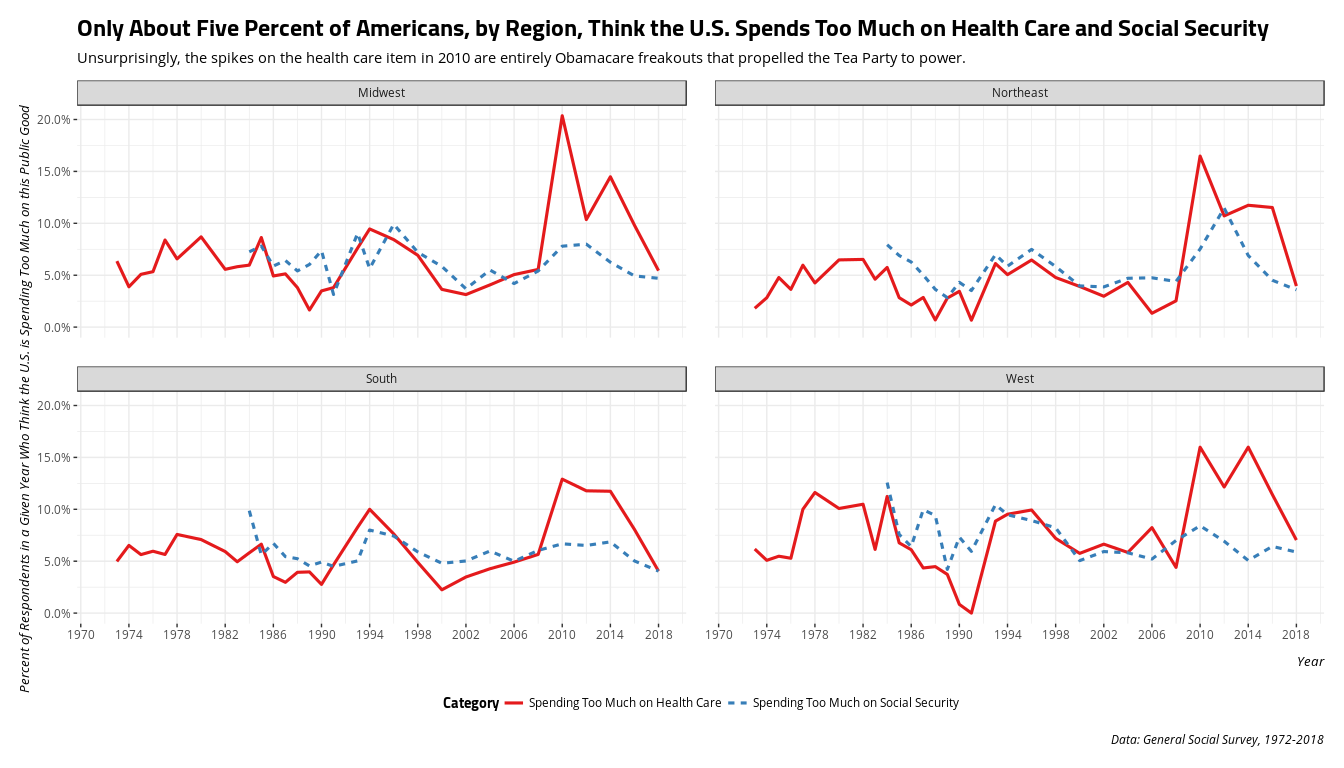 Only About Five Percent of Americans, by Region, Think the U.S. Spends Too Much on Health Care and Social Security
Unsurprisingly, the spikes on the health care item in 2010 are entirely Obamacare freakouts that propelled the Tea Party to power.
Percent of Respondents in a Given Year Who Think the U.S. is Spending Too Much on this Public Good
Midwest
Northeast
20.0%
15.0%
10.0%
5.0%
0.0%
South
West
20.0%
15.0%
10.0%
5.0%
0.0%
1970 1974 1978 1982 1986 1990 1994 1998 2002 2006 2010 2014 2018
1970 1974 1978 1982 1986 1990 1994 1998 2002 2006 2010 2014 2018
Year
Category Spending Too Much on Health Care Spending Too Much on Social Security
Data: General Social Survey, 1972-2018